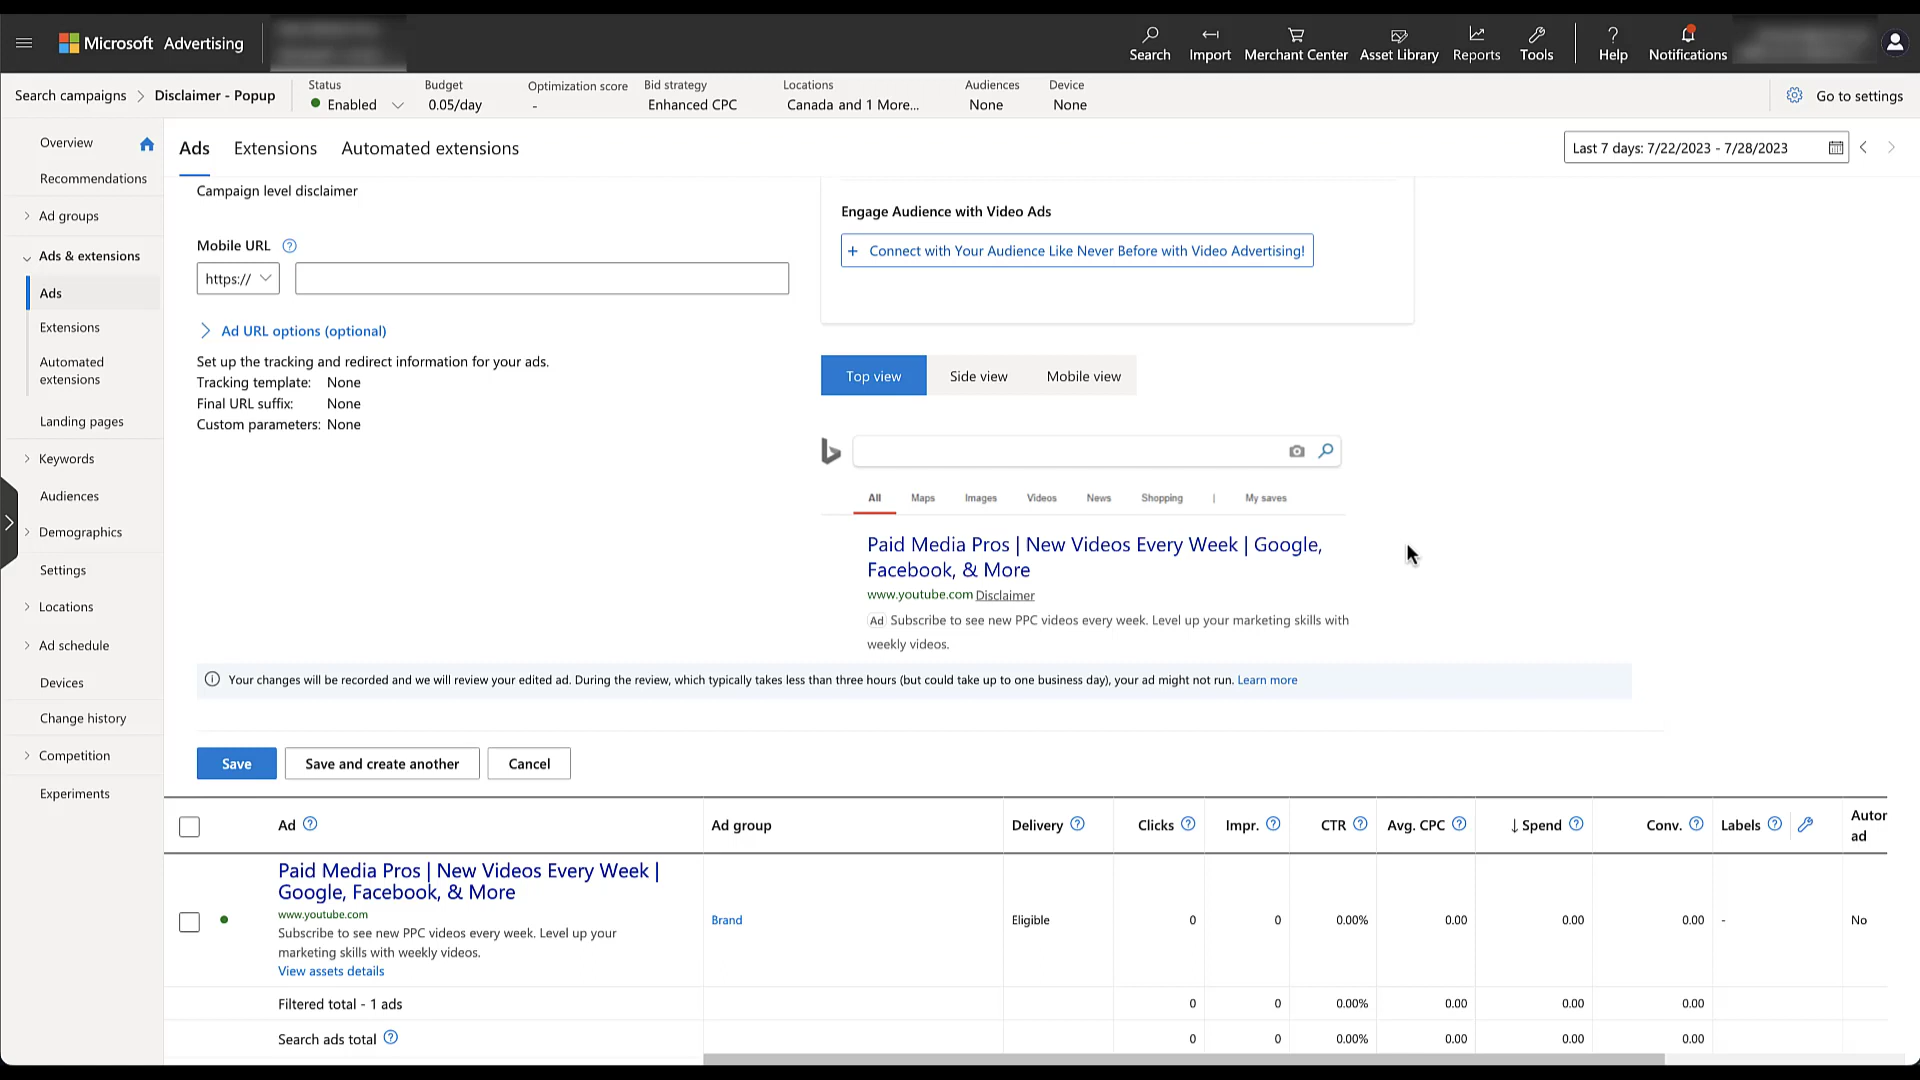 Microsoft Advertising
Search
Import
Merchant Center
Asset Library
Reports
Tools
Help
Notifications
Search campaigns
Disclaimer - Popup
Status
Enabled
Budget
0.05/day
Optimization score
-
Bid strategy
Enhanced CPC
Locations
Canada and 1 More...
Audiences
None
Device
None
Go to settings
Overview
Recommendations
Ad groups
Ads & extensions
Ads
Extensions
Automated
extensions
Landing pages
Keywords
Audiences
Demographics
Settings
Locations
Ad schedule
Devices
Change history
Competition
Experiments
Ads
Extensions
Automated extensions
Last 7 days: 7/22/2023 - 7/28/2023
Campaign level disclaimer
Mobile URL
https://
Ad URL options (optional)
Set up the tracking and redirect information for your ads.
Tracking template: None
Final URL suffix: None
Custom parameters: None
Engage Audience with Video Ads
+ Connect with Your Audience Like Never Before with Video Advertising!
Top view
Side view
Mobile view
All
Maps
Images
Videos
News
Shopping
|
My saves
Paid Media Pros | New Videos Every Week | Google,
Facebook, & More
www.youtube.com Disclaimer
Ad Subscribe to see new PPC videos every week. Level up your marketing skills with
weekly videos.
Your changes will be recorded and we will review your edited ad. During the review, which typically takes less than three hours (but could take up to one business day), your ad might not run. Learn more
Save
Save and create another
Cancel
Ad
Ad group
Delivery
Clicks
Impr.
CTR
Avg. CPC
↓ Spend
Conv.
Labels
Autor
ad
Paid Media Pros | New Videos Every Week |
Google, Facebook, & More
www.youtube.com
Subscribe to see new PPC videos every week. Level up your
marketing skills with weekly videos.
View assets details
Brand
Eligible
0
0
0.00%
0.00
0.00
0.00
-
No
Filtered total - 1 ads
0
0
0.00%
0.00
0.00
0.00
Search ads total
0
0
0.00%
0.00
0.00
0.00